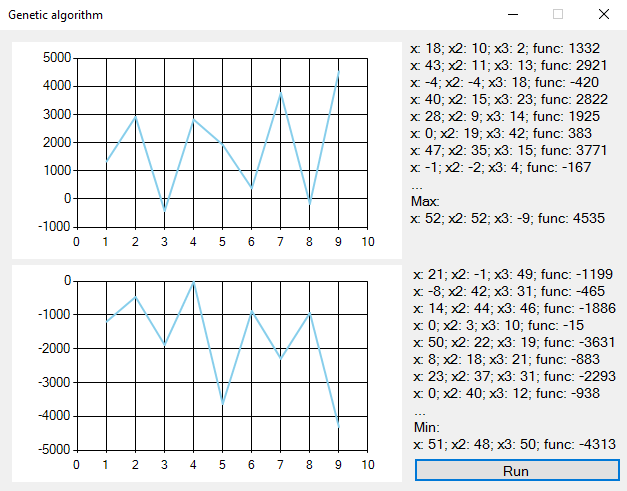 Genetic algorithm
5000
4000
3000
2000
1000
0
-1000
0 1 2 3 4 5 6 7 8 9 10
x: 18; x2: 10; x3: 2; func: 1332
x: 43; x2: 11; x3: 13; func: 2921
x: -4; x2: -4; x3: 18; func: -420
x: 40; x2: 15; x3: 23; func: 2822
x: 28; x2: 9; x3: 14; func: 1925
x: 0; x2: 19; x3: 42; func: 383
x: 47; x2: 35; x3: 15; func: 3771
x: -1; x2: -2; x3: 4; func: -167
...
Max:
x: 52; x2: 52; x3: -9; func: 4535
0
-1000
-2000
-3000
-4000
-5000
0 1 2 3 4 5 6 7 8 9 10
x: 21; x2: -1; x3: 49; func: -1199
x: -8; x2: 42; x3: 31; func: -465
x: 14; x2: 44; x3: 46; func: -1886
x: 0; x2: 3; x3: 10; func: -15
x: 50; x2: 22; x3: 19; func: -3631
x: 8; x2: 18; x3: 21; func: -883
x: 23; x2: 37; x3: 31; func: -2293
x: 0; x2: 40; x3: 12; func: -938
...
Min:
x: 51; x2: 48; x3: 50; func: -4313
Run